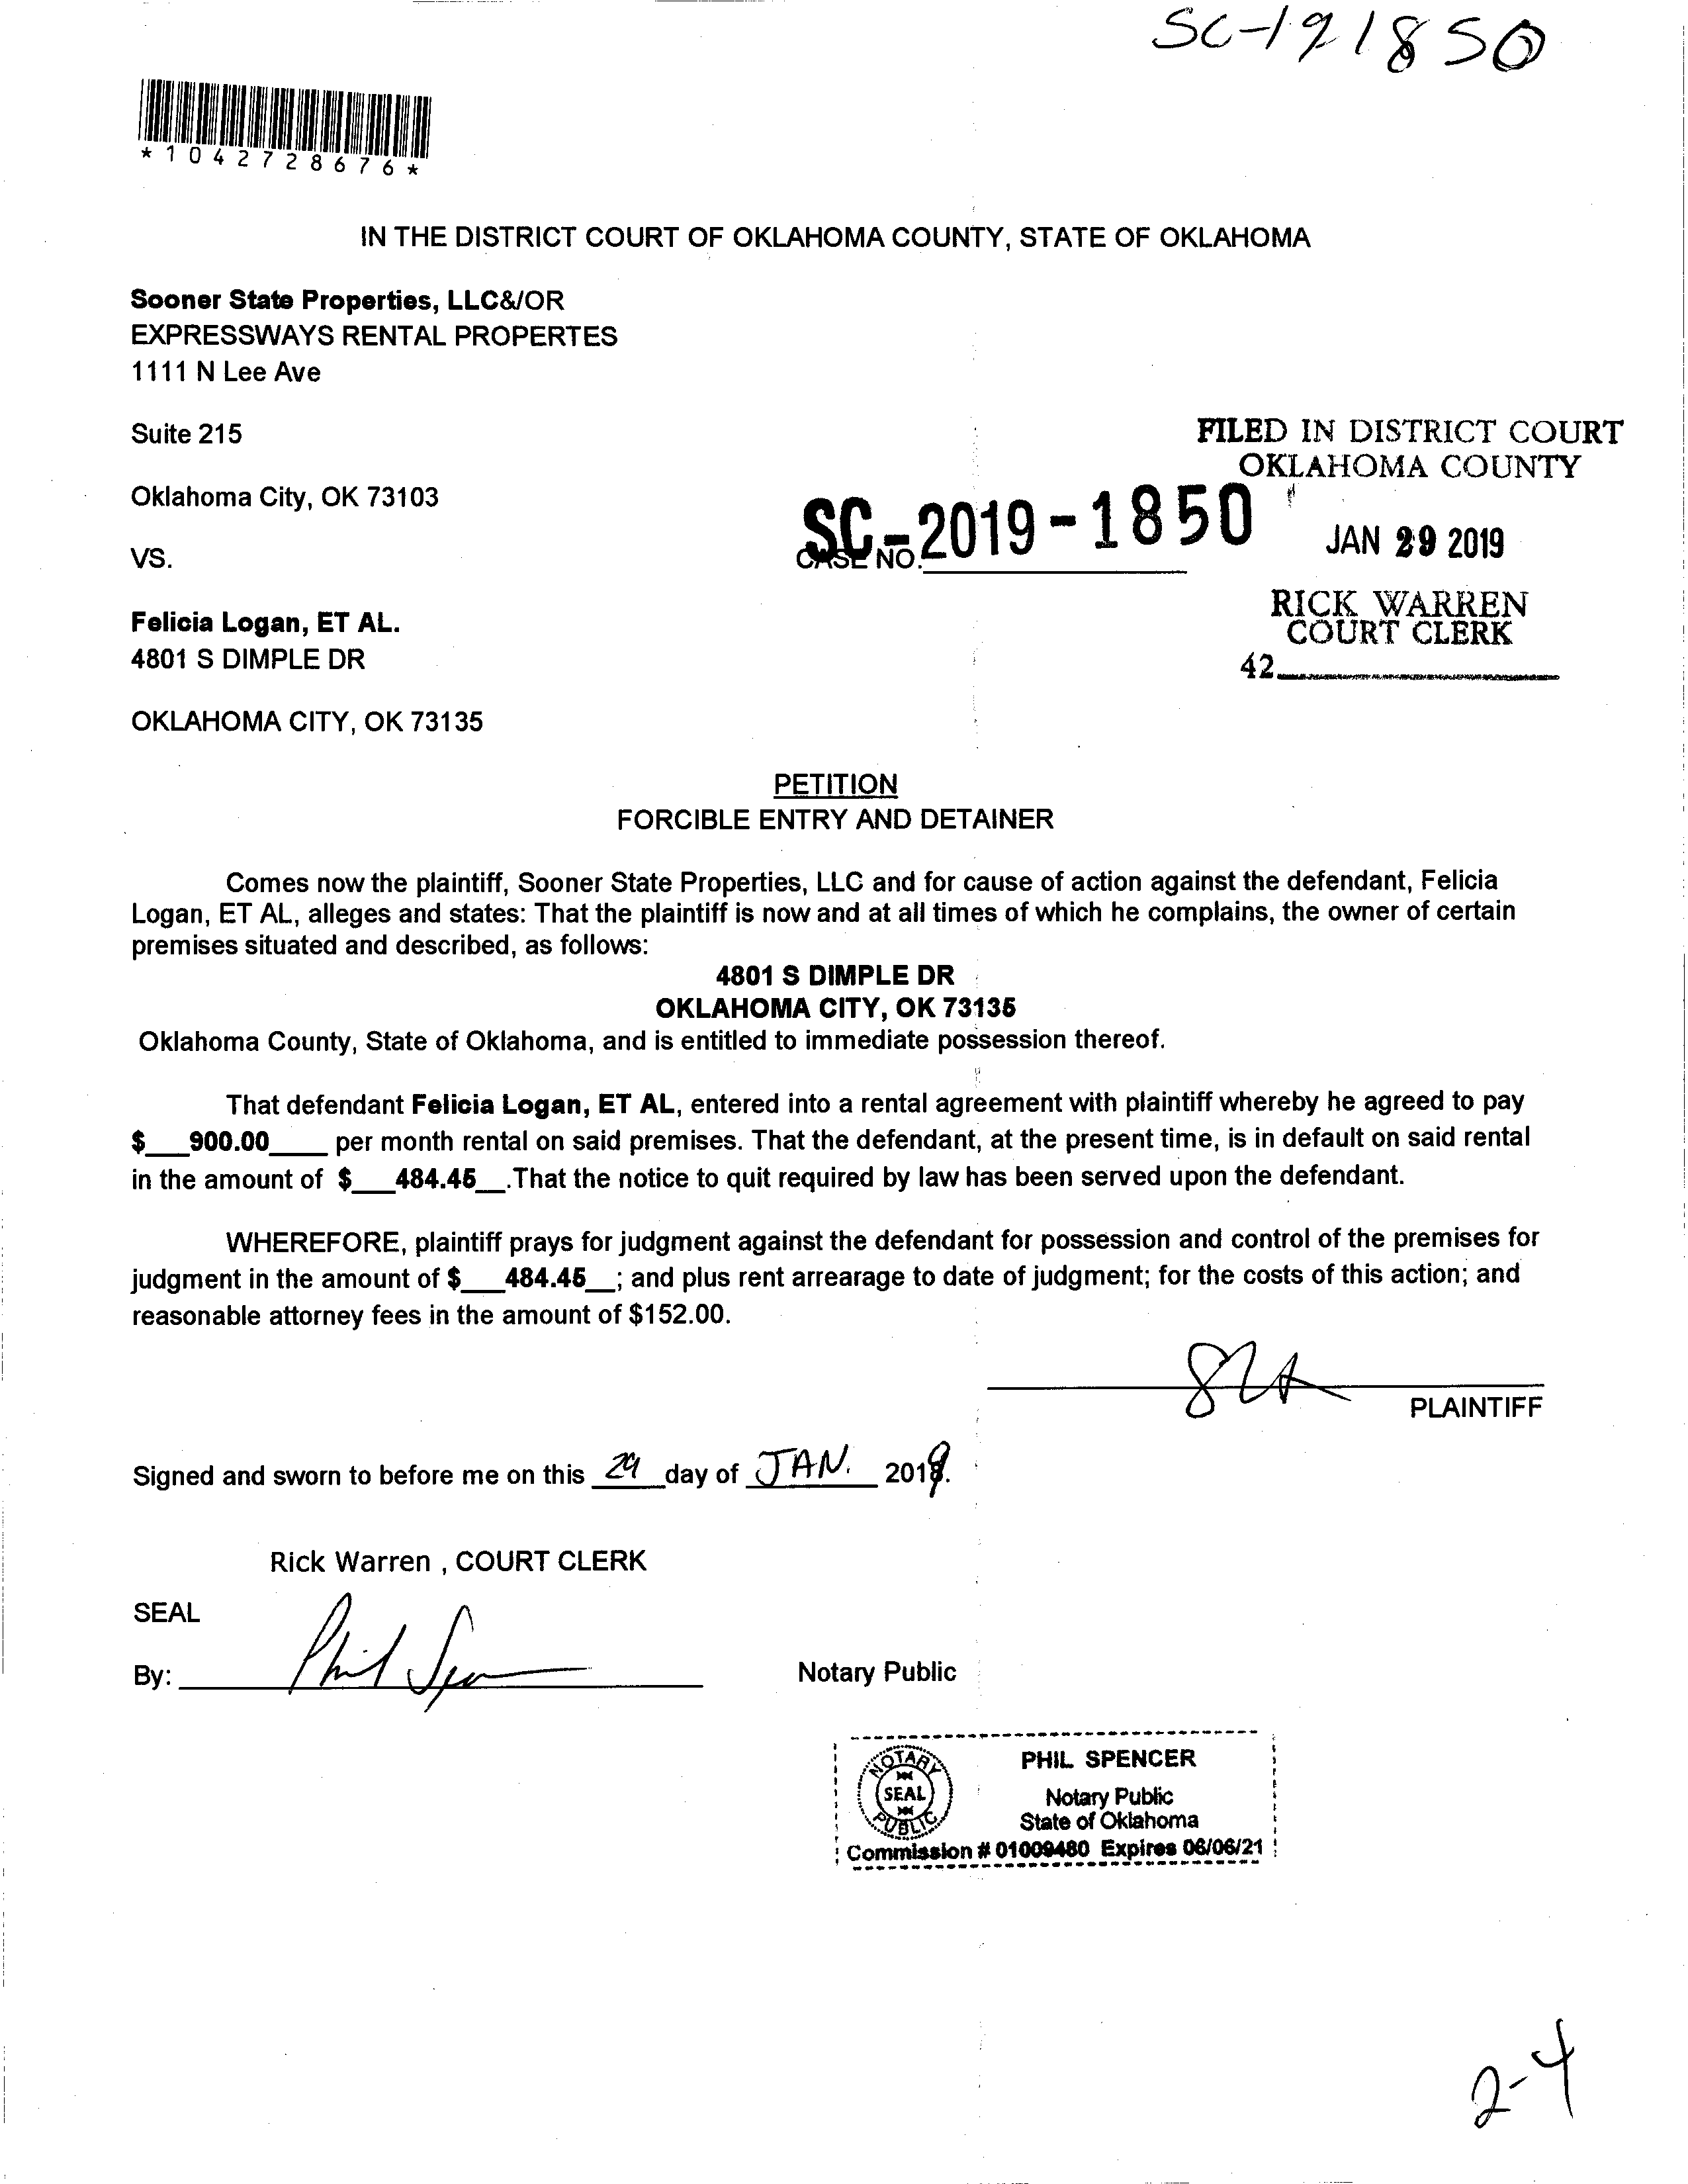 SC-191850
*1042728676*
IN THE DISTRICT COURT OF OKLAHOMA COUNTY, STATE OF OKLAHOMA
Sooner State Properties, LLC&/OR
EXPRESSWAYS RENTAL PROPERTES
1111 N Lee Ave
Suite 215
Oklahoma City, OK 73103
VS.
Felicia Logan, ET AL.
4801 S DIMPLE DR
OKLAHOMA CITY, OK 73135
CASE NO. SC-2019-1850
FILED IN DISTRICT COURT
OKLAHOMA COUNTY
JAN 29 2019
RICK WARREN
COURT CLERK
42
PETITION
FORCIBLE ENTRY AND DETAINER
Comes now the plaintiff, Sooner State Properties, LLC and for cause of action against the defendant, Felicia
Logan, ET AL, alleges and states: That the plaintiff is now and at all times of which he complains, the owner of certain
premises situated and described, as follows:
4801 S DIMPLE DR
OKLAHOMA CITY, OK 73135
Oklahoma County, State of Oklahoma, and is entitled to immediate possession thereof.
That defendant Felicia Logan, ET AL, entered into a rental agreement with plaintiff whereby he agreed to pay
$___900.00____ per month rental on said premises. That the defendant, at the present time, is in default on said rental
in the amount of $___484.45__.That the notice to quit required by law has been served upon the defendant.
WHEREFORE, plaintiff prays for judgment against the defendant for possession and control of the premises for
judgment in the amount of $___484.45__; and plus rent arrearage to date of judgment; for the costs of this action; and
reasonable attorney fees in the amount of $152.00.
PLAINTIFF
Signed and sworn to before me on this 29 day of JAN. 2019.
Rick Warren , COURT CLERK
SEAL
By: Phil Spencer
Notary Public
NOTARY PUBLIC
SEAL
PHIL SPENCER
Notary Public
State of Oklahoma
Commission # 01009480 Expires 06/06/21
2-4